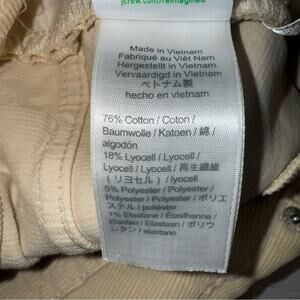 jcrew.com/reimagined
Made in Vietnam
Fabriqué au Viêt Nam
Hergestellt in Vietnam
Vervaardigd in Vietnam
ベトナム製
hecho en vietnam
76% Cotton / Coton /
Baumwolle / Katoen / 綿 /
algodón
18% Lyocell / Lyocell /
Lyocell / Lyocell / 再生繊維
(リヨセル) / lyocell
5% Polyester / Polyester /
Polyester / Polyester / ポリエ
ステル / poliéster
1% Elastane / Élasthanne /
Elastan / Elastaan / ポリウ
レタン / elastano